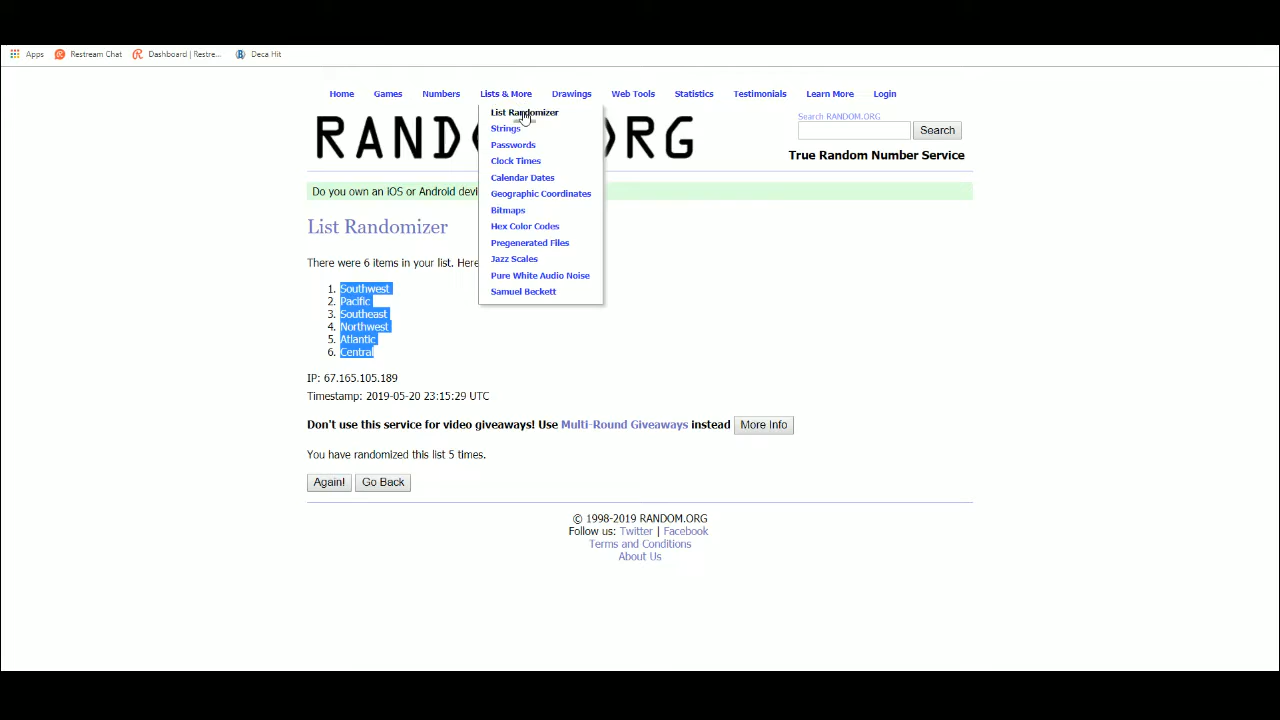 Apps Restream Chat Dashboard | Restre... Deca Hit
Home Games Numbers Lists & More Drawings Web Tools Statistics Testimonials Learn More Login
List Randomizer
Strings
Passwords
Clock Times
Calendar Dates
Geographic Coordinates
Bitmaps
Hex Color Codes
Pregenerated Files
Jazz Scales
Pure White Audio Noise
Samuel Beckett
RAND RG
Search RANDOM.ORG
Search
True Random Number Service
Do you own an iOS or Android devi
List Randomizer
There were 6 items in your list. Here
1. Southwest
2. Pacific
3. Southeast
4. Northwest
5. Atlantic
6. Central
IP: 67.165.105.189
Timestamp: 2019-05-20 23:15:29 UTC
Don't use this service for video giveaways! Use Multi-Round Giveaways instead More Info
You have randomized this list 5 times.
Again! Go Back
© 1998-2019 RANDOM.ORG
Follow us: Twitter | Facebook
Terms and Conditions
About Us